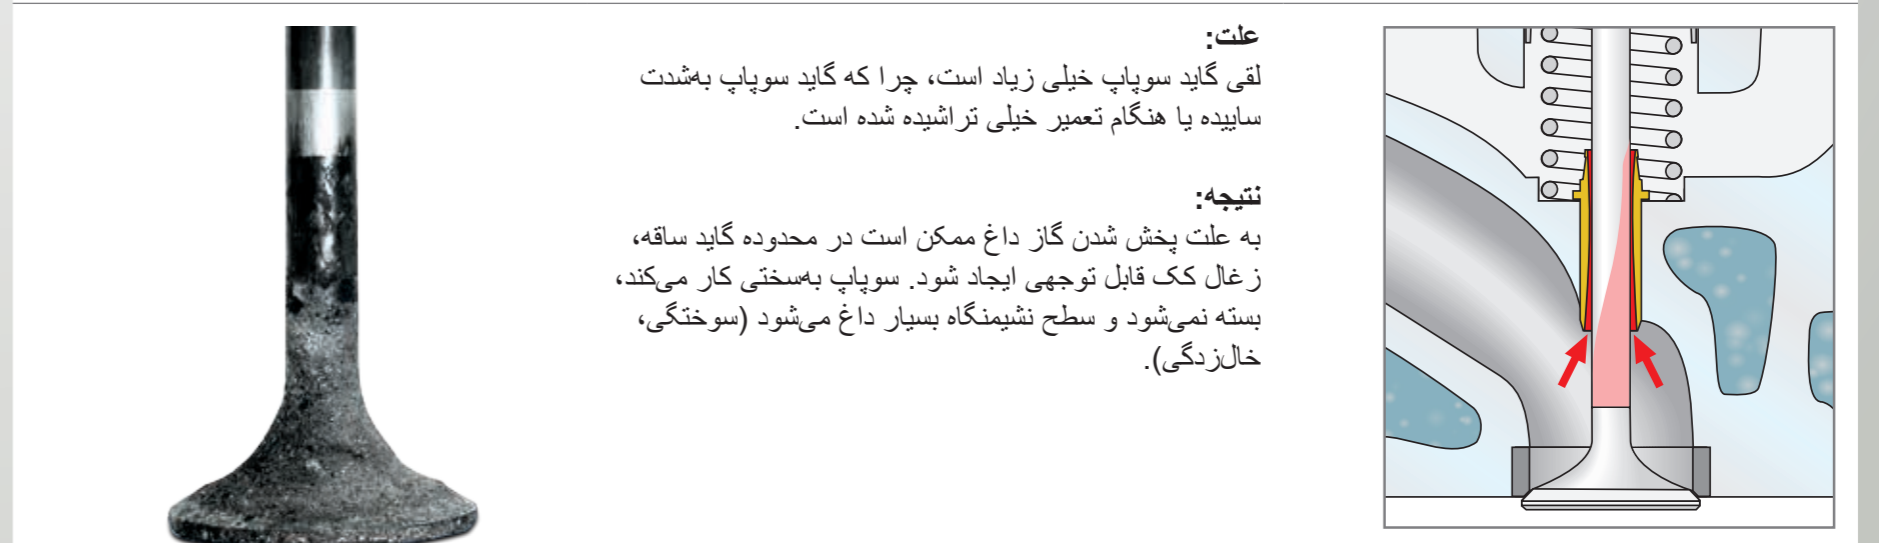 علت:
لقی گاید سوپاپ خیلی زیاد است، چرا که گاید سوپاپ به‌شدت
ساییده یا هنگام تعمیر خیلی تراشیده شده است.
نتیجه:
به علت پخش شدن گاز داغ ممکن است در محدوده گاید ساقه،
زغال کک قابل توجهی ایجاد شود. سوپاپ به‌سختی کار می‌کند،
بسته نمی‌شود و سطح نشیمنگاه بسیار داغ می‌شود (سوختگی،
خال‌زدگی).